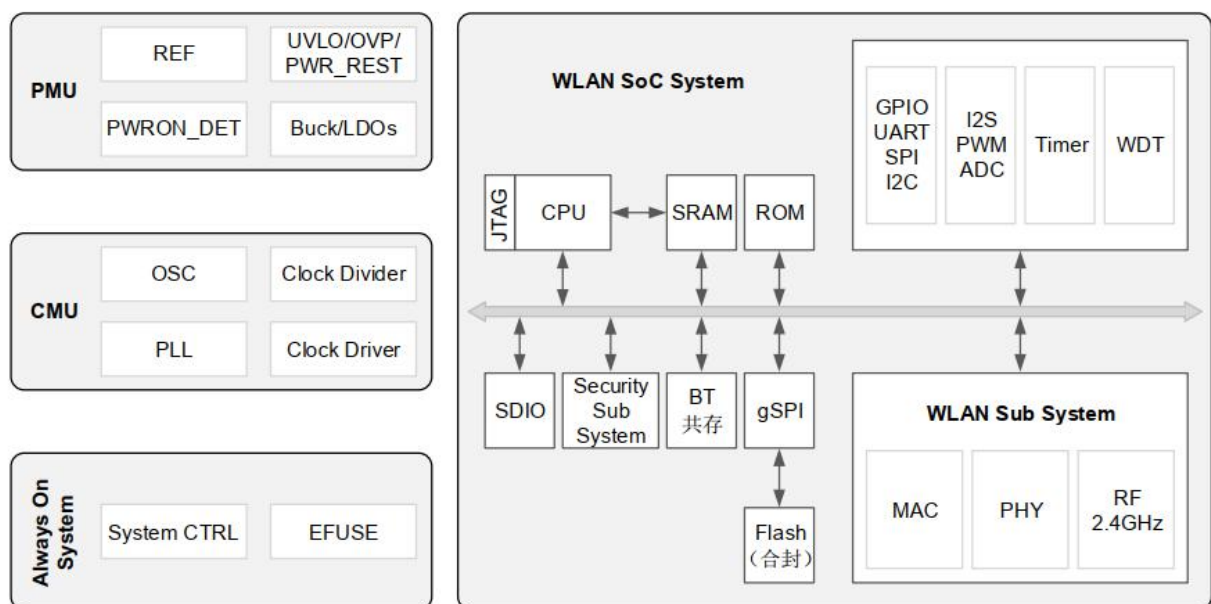 PMU
REF
UVLO/OVP/
PWR_REST
PWRON_DET
Buck/LDOs
CMU
OSC
Clock Divider
PLL
Clock Driver
Always On
System
System CTRL
EFUSE
WLAN SoC System
GPIO
UART
SPI
I2C
I2S
PWM
ADC
Timer
WDT
JTAG
CPU
SRAM
ROM
SDIO
Security
Sub
System
BT
共存
gSPI
Flash
（合封）
WLAN Sub System
MAC
PHY
RF
2.4GHz